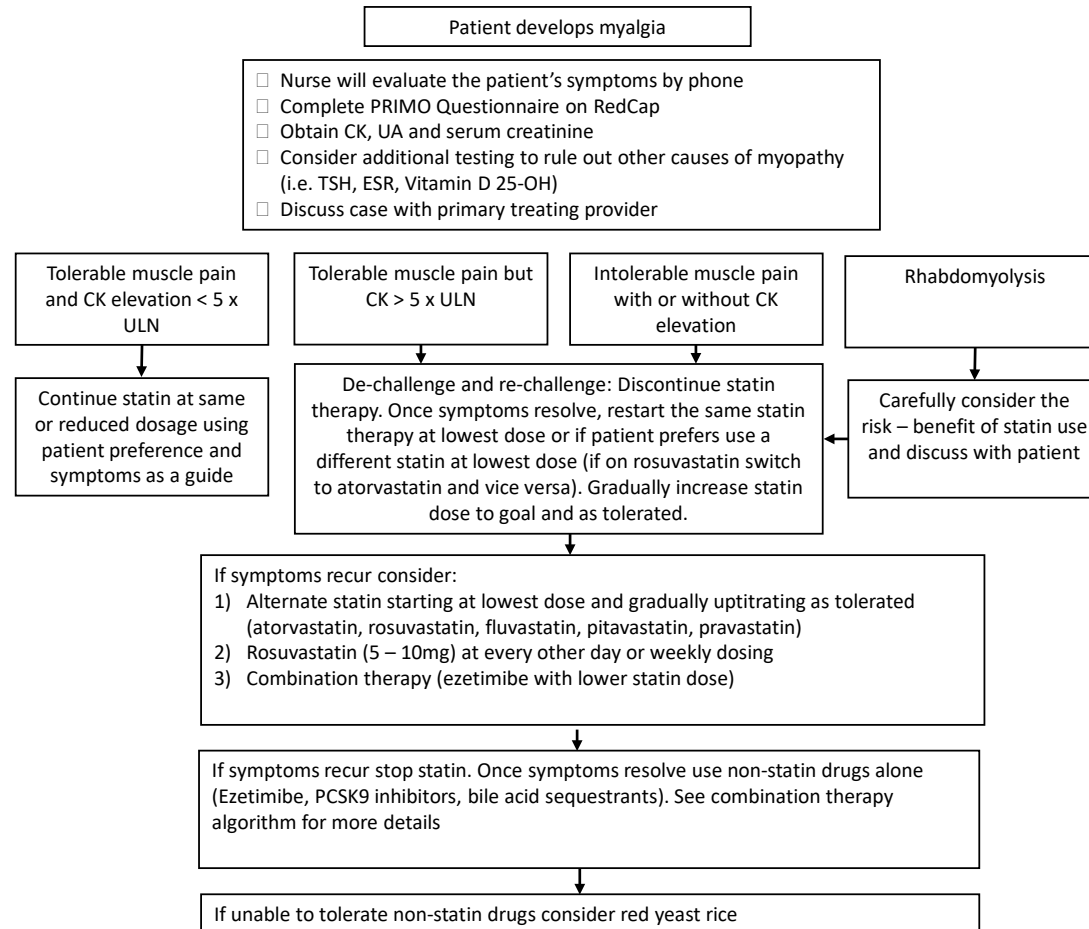 Patient develops myalgia
☐ Nurse will evaluate the patient's symptoms by phone
☐ Complete PRIMO Questionnaire on RedCap
☐ Obtain CK, UA and serum creatinine
☐ Consider additional testing to rule out other causes of myopathy
(i.e. TSH, ESR, Vitamin D 25-OH)
☐ Discuss case with primary treating provider
Tolerable muscle pain
and CK elevation < 5 x
ULN
Tolerable muscle pain but
CK > 5 x ULN
Intolerable muscle pain
with or without CK
elevation
Rhabdomyolysis
Continue statin at same
or reduced dosage using
patient preference and
symptoms as a guide
De-challenge and re-challenge: Discontinue statin
therapy. Once symptoms resolve, restart the same statin
therapy at lowest dose or if patient prefers use a
different statin at lowest dose (if on rosuvastatin switch
to atorvastatin and vice versa). Gradually increase statin
dose to goal and as tolerated.
Carefully consider the
risk – benefit of statin use
and discuss with patient
If symptoms recur consider:
1) Alternate statin starting at lowest dose and gradually uptitrating as tolerated
(atorvastatin, rosuvastatin, fluvastatin, pitavastatin, pravastatin)
2) Rosuvastatin (5 – 10mg) at every other day or weekly dosing
3) Combination therapy (ezetimibe with lower statin dose)
If symptoms recur stop statin. Once symptoms resolve use non-statin drugs alone
(Ezetimibe, PCSK9 inhibitors, bile acid sequestrants). See combination therapy
algorithm for more details
If unable to tolerate non-statin drugs consider red yeast rice